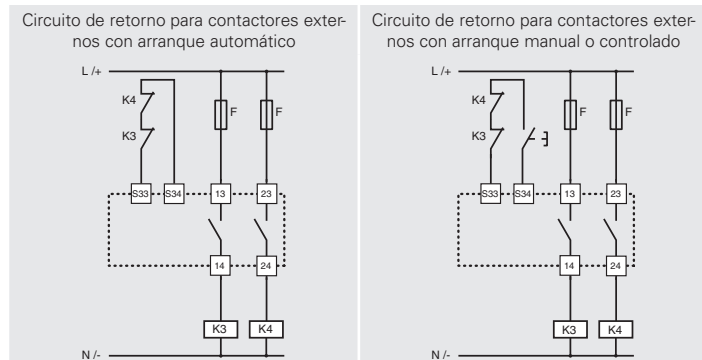 Circuito de retorno para contactores exter-
nos con arranque automático
L /+
K4
F
F
K3
S33
S34
13
23
14
24
K3
K4
N /-
Circuito de retorno para contactores exter-
nos con arranque manual o controlado
L /+
K4
F
F
K3
S33
S34
13
23
14
24
K3
K4
N /-